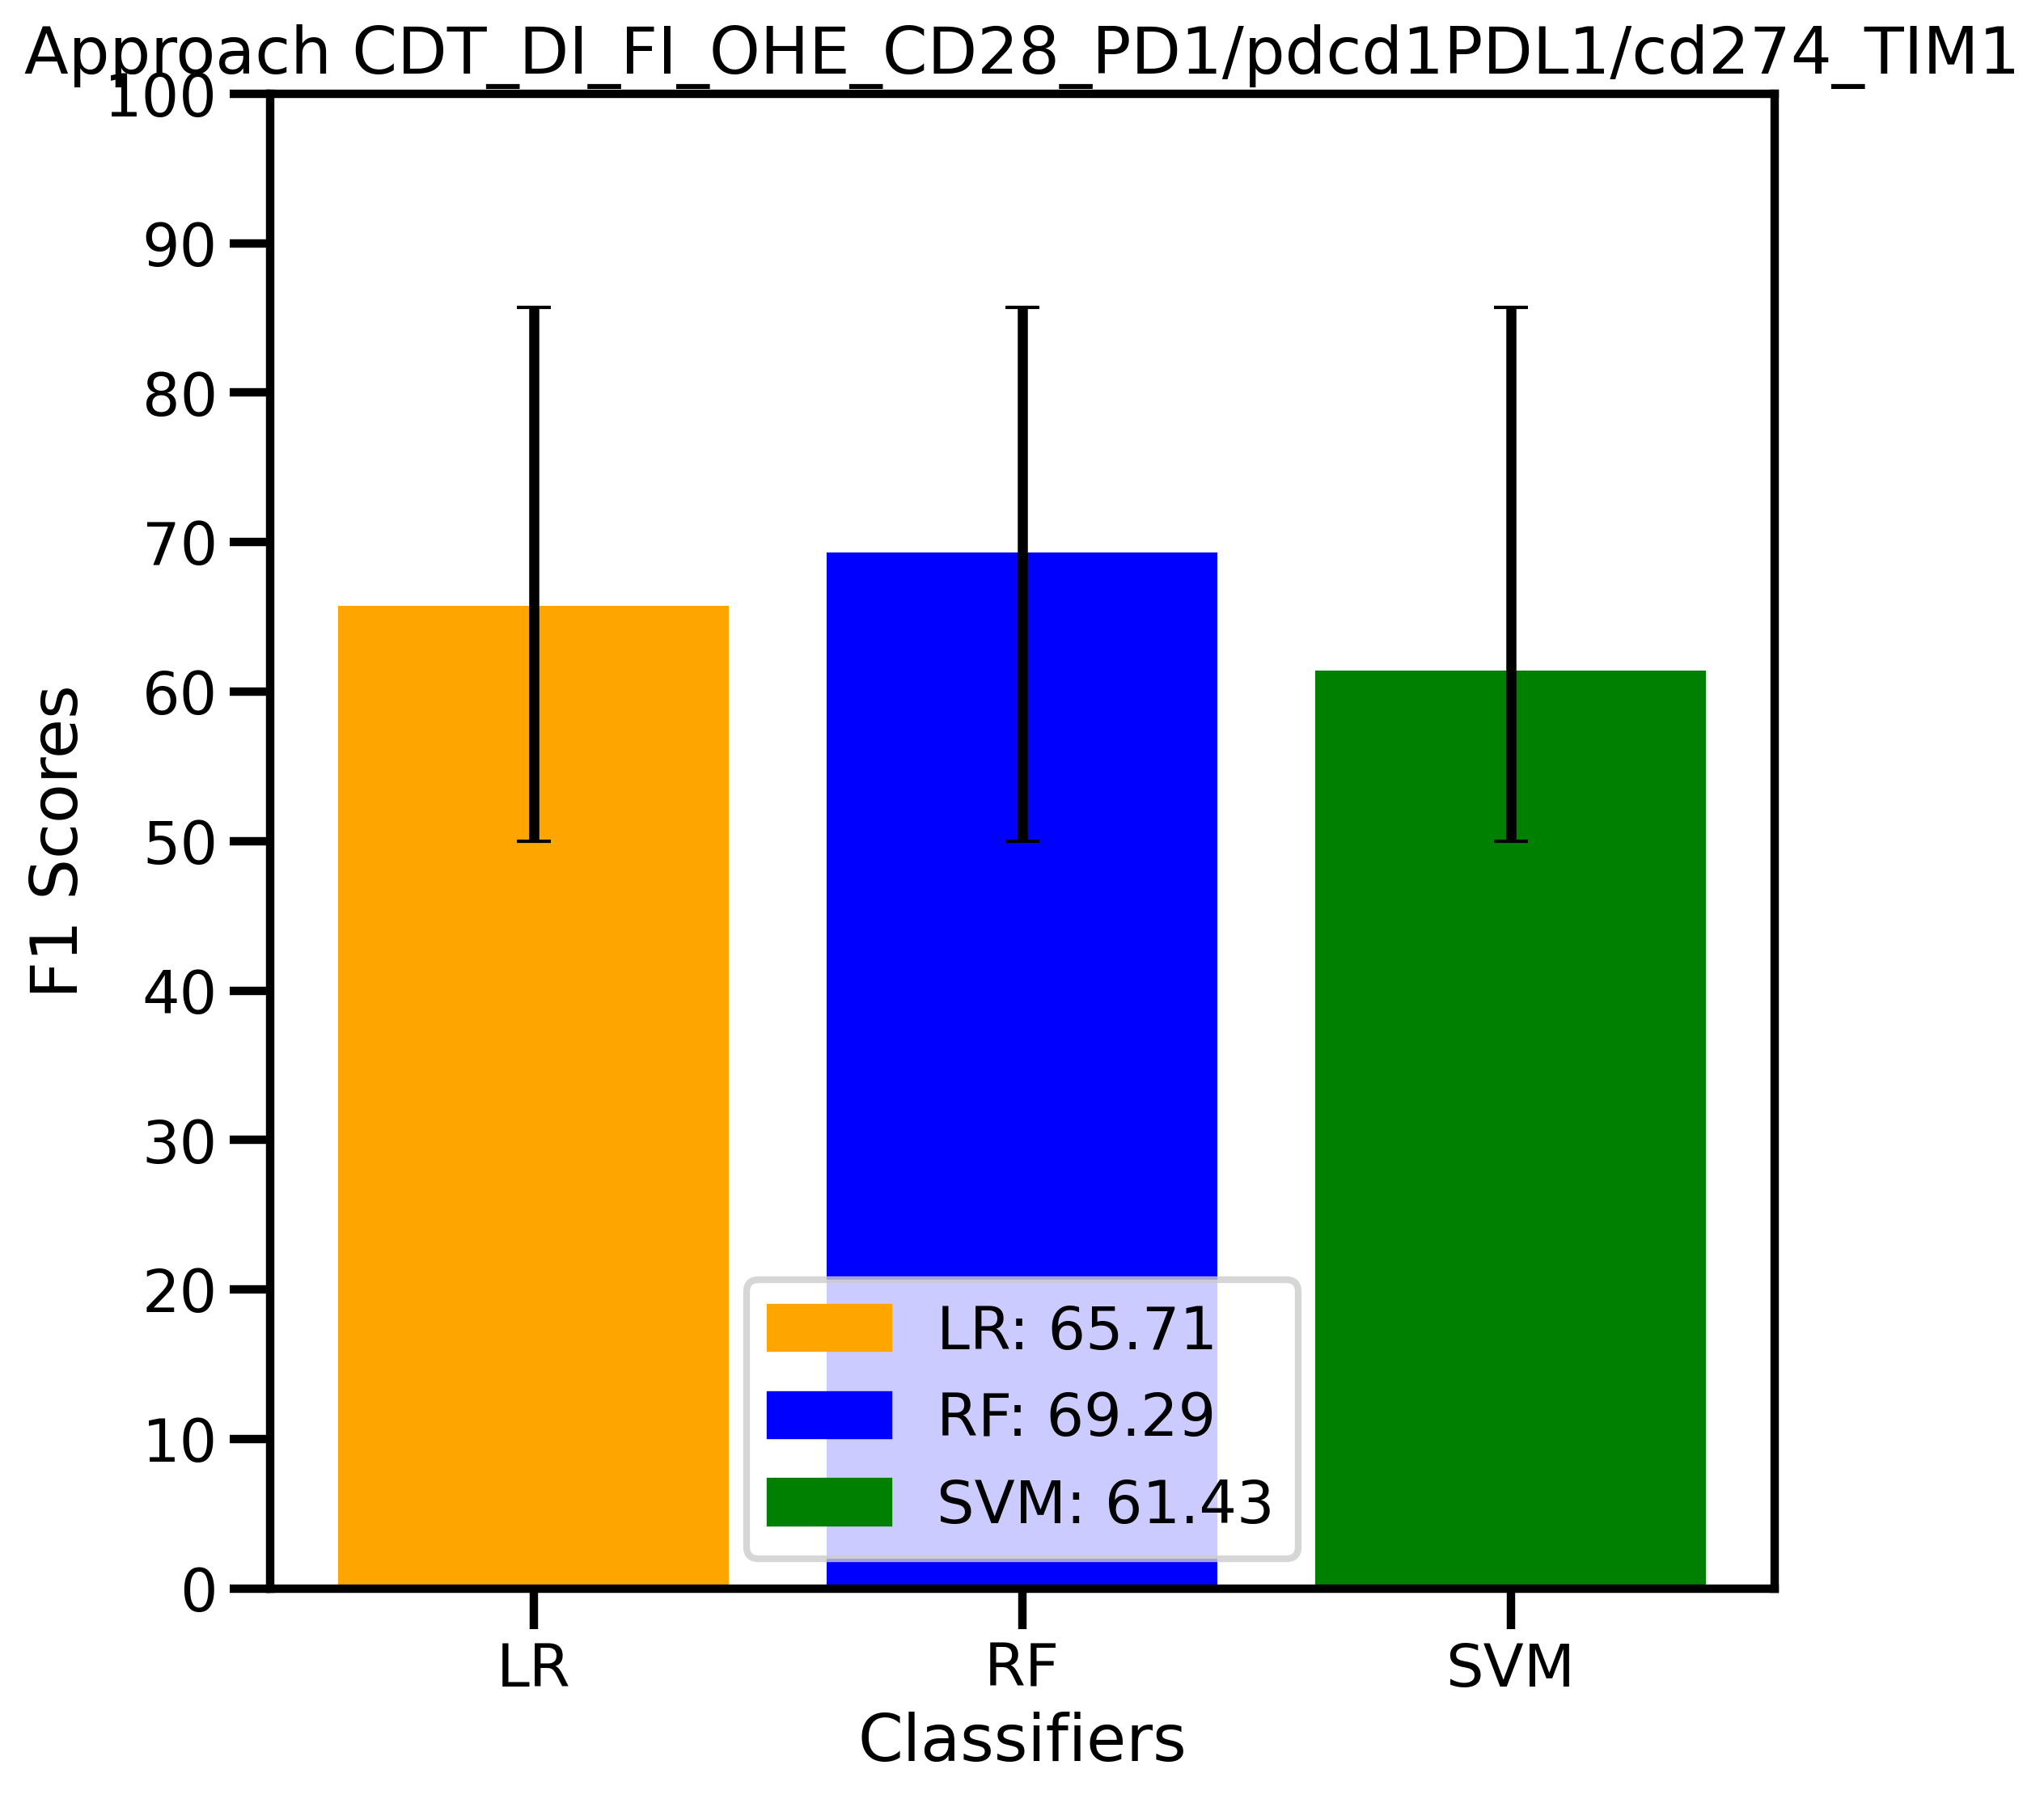 Approach CDT_DI_FI_OHE_CD28_PD1/pdcd1PDL1/cd274_TIM1
100
90
80
70
60
50
40
30
20
10
0
F1 Scores
LR: 65.71
RF: 69.29
SVM: 61.43
LR
RF
SVM
Classifiers